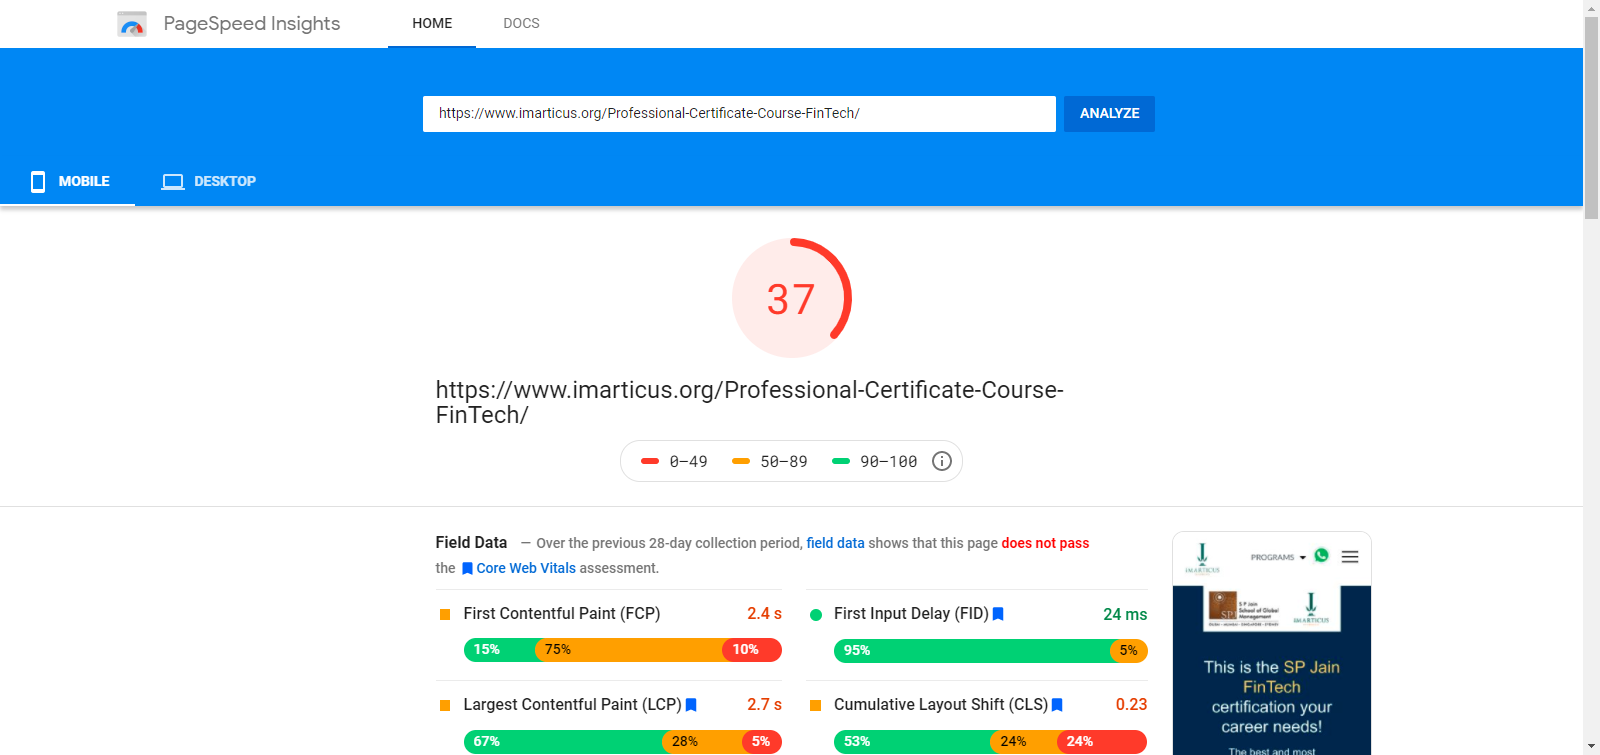 PageSpeed Insights
HOME
DOCS
https://www.imarticus.org/Professional-Certificate-Course-FinTech/
ANALYZE
MOBILE
DESKTOP
37
https://www.imarticus.org/Professional-Certificate-Course-
FinTech/
0–49
50–89
90–100
Field Data — Over the previous 28-day collection period, field data shows that this page does not pass
the Core Web Vitals assessment.
First Contentful Paint (FCP) 2.4 s
15% 75% 10%
First Input Delay (FID) 24 ms
95% 5%
Largest Contentful Paint (LCP) 2.7 s
67% 28% 5%
Cumulative Layout Shift (CLS) 0.23
53% 24% 24%
IMARTICUS
PROGRAMS
S P Jain
School of Global
Management
IMARTICUS
This is the SP Jain
FinTech
certification your
career needs!
The best and most